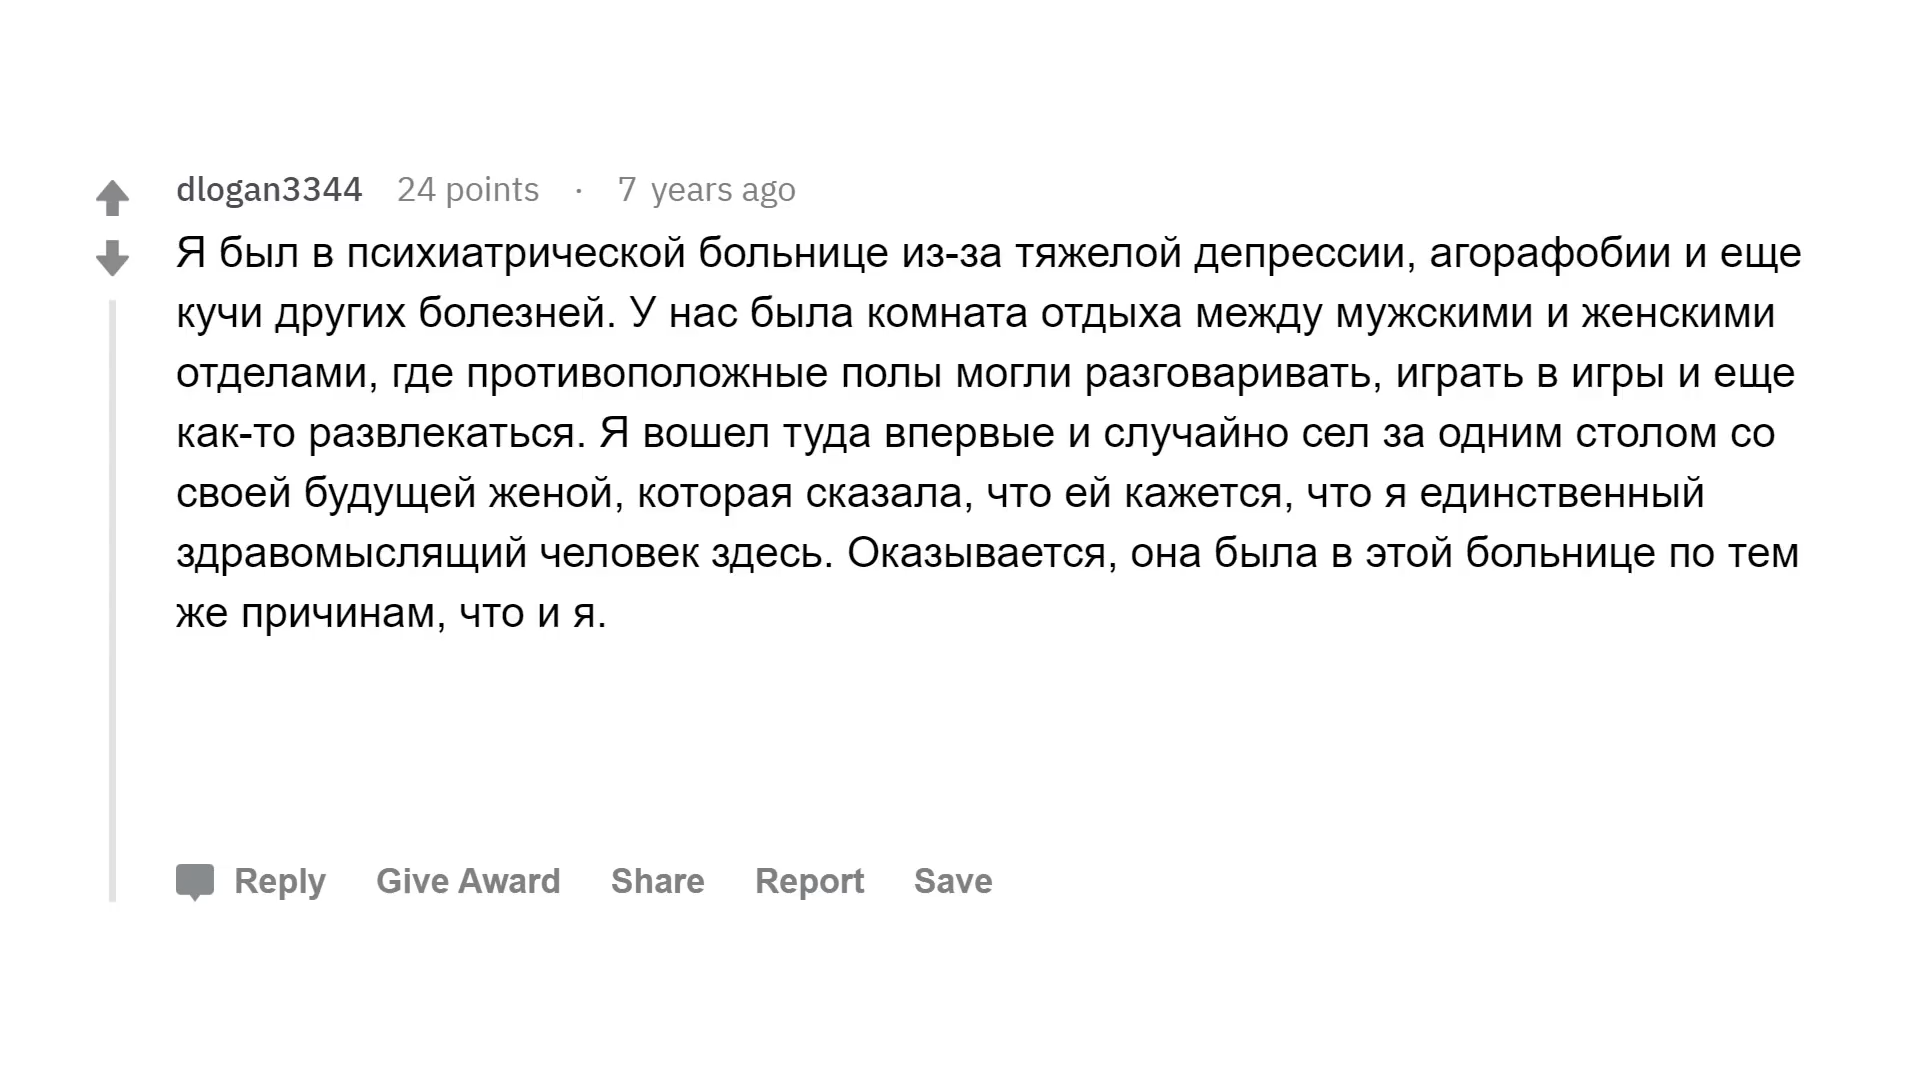 dlogan3344 24 points · 7 years ago
Я был в психиатрической больнице из-за тяжелой депрессии, агорафобии и еще
кучи других болезней. У нас была комната отдыха между мужскими и женскими
отделами, где противоположные полы могли разговаривать, играть в игры и еще
как-то развлекаться. Я вошел туда впервые и случайно сел за одним столом со
своей будущей женой, которая сказала, что ей кажется, что я единственный
здравомыслящий человек здесь. Оказывается, она была в этой больнице по тем
же причинам, что и я.
Reply Give Award Share Report Save